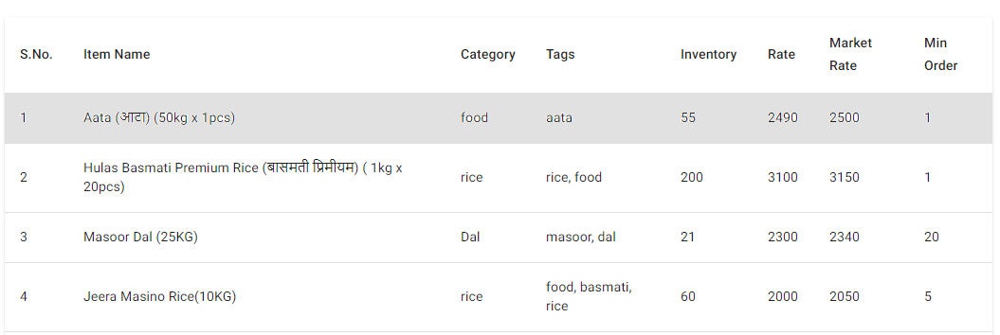 S.No. Item Name Category Tags Inventory Rate Market Rate Min Order
1 Aata (आटा) (50kg x 1pcs) food aata 55 2490 2500 1
Hulas Basmati Premium Rice (बासमती प्रिमीयम) ( 1kg x
20pcs)
2 rice rice, food 200 3100 3150 1
3 Masoor Dal (25KG) Dal masoor, dal 21 2300 2340 20
4 Jeera Masino Rice(10KG) rice food, basmati,
rice 60 2000 2050 5